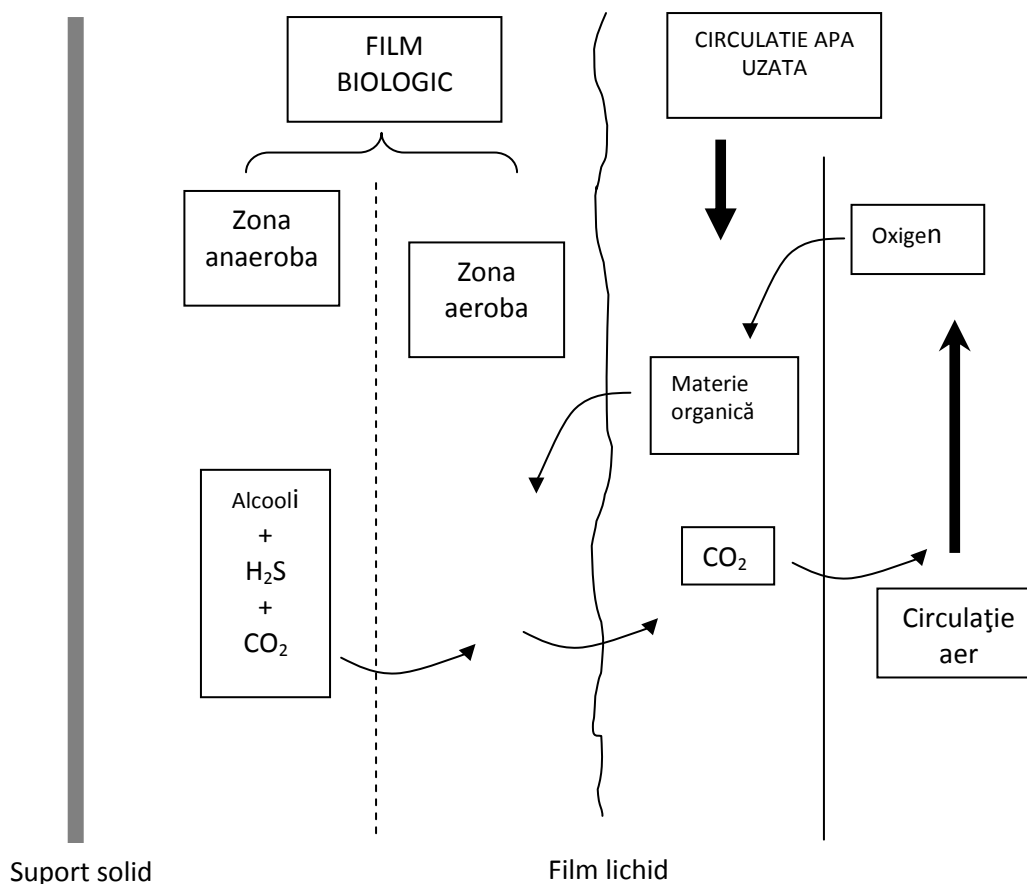 FILM
BIOLOGIC
CIRCULATIE APA
UZATA
Zona
anaeroba
Zona
aeroba
Oxigen
Materie
organică
Alcooli
+
H₂S
+
CO₂
CO₂
Circulaţie
aer
Suport solid
Film lichid